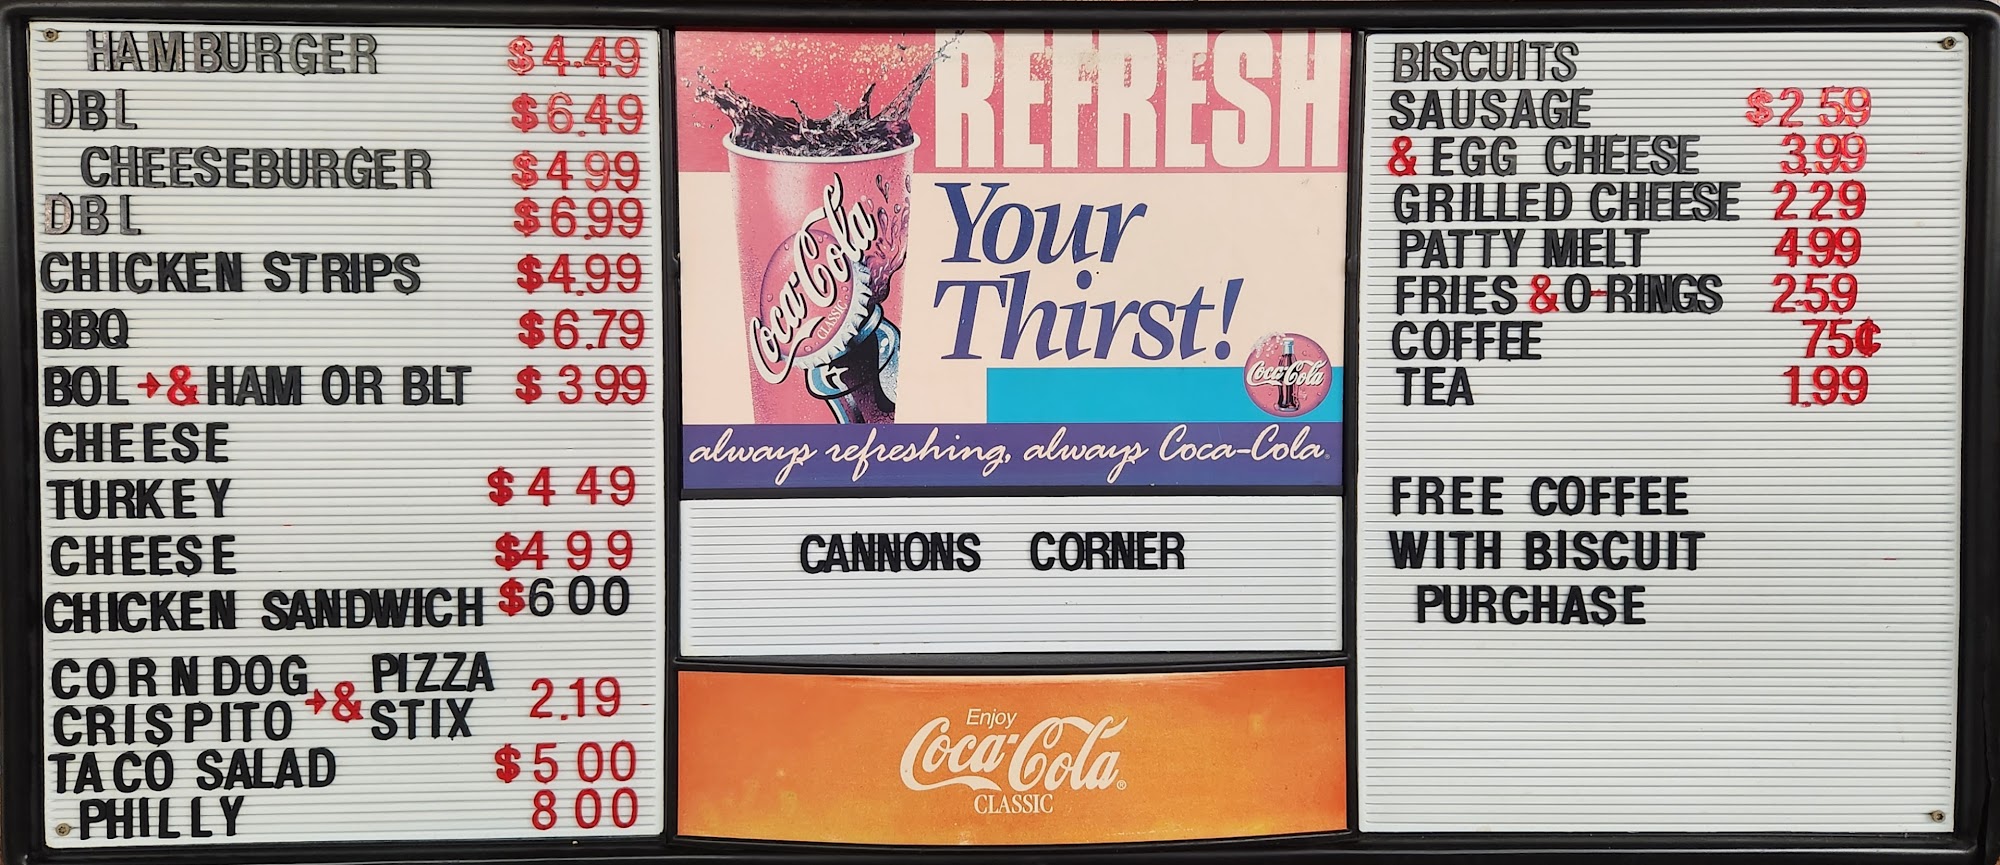 HAMBURGER $4.49
DBL $6.49
CHEESEBURGER $4.99
DBL $6.99
CHICKEN STRIPS $4.99
BBQ $6.79
BOL → & HAM OR BLT $3.99
CHEESE
TURKEY $4 49
CHEESE $4 99
CHICKEN SANDWICH $6 00
CORNDOG → & PIZZA 2.19
CRISPITO STIX
TACO SALAD $5 00
PHILLY 8 00
REFRESH
Your
Thirst!
Coca-Cola
CLASSIC
Coca-Cola
always refreshing, always Coca-Cola®
CANNONS CORNER
Enjoy
Coca-Cola®
CLASSIC
BISCUITS
SAUSAGE $2 59
& EGG CHEESE 3.99
GRILLED CHEESE 2 29
PATTY MELT 4.99
FRIES & O-RINGS 2.59
COFFEE 75¢
TEA 1.99
FREE COFFEE
WITH BISCUIT
PURCHASE